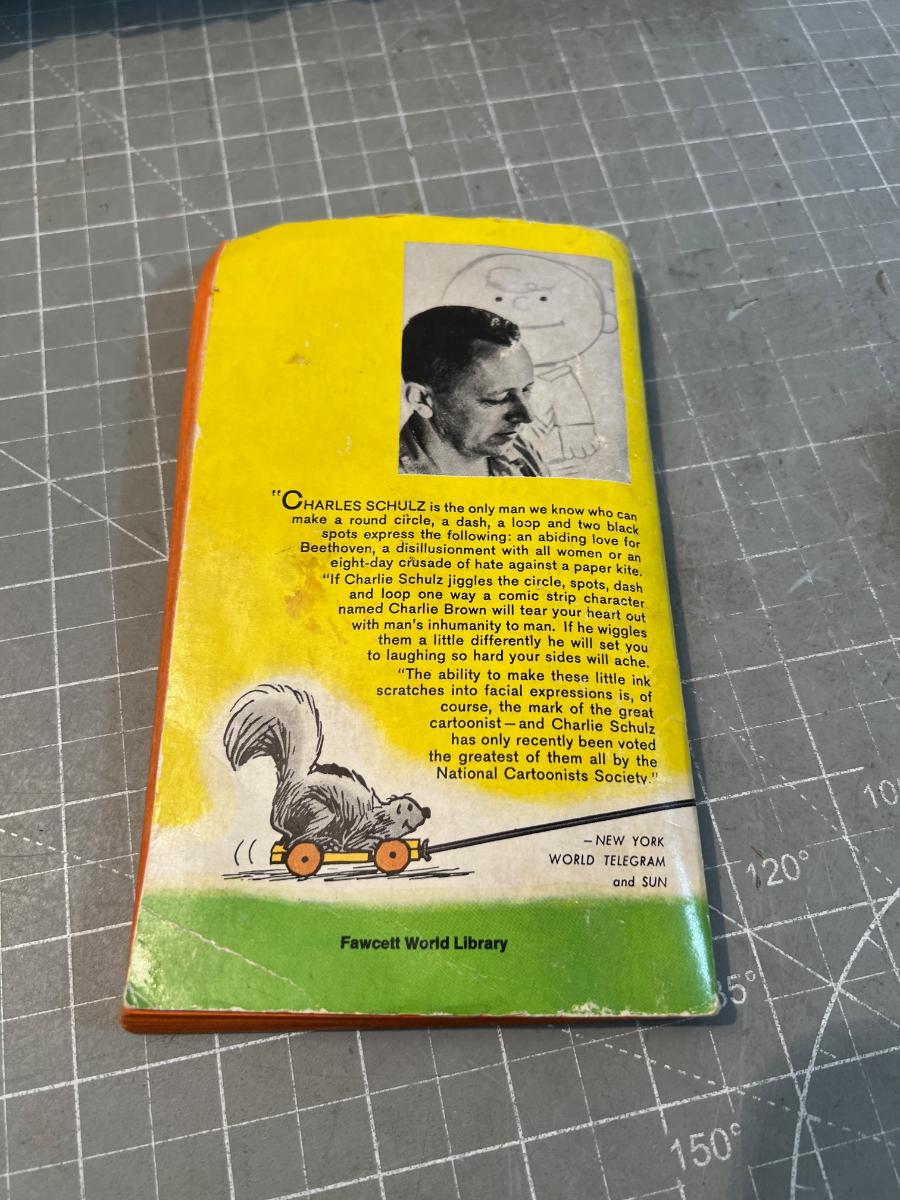 "CHARLES SCHULZ is the only man we know who can
make a round circle, a dash, a loop and two black
spots express the following: an abiding love for
Beethoven, a disillusionment with all women or an
eight-day crusade of hate against a paper kite.
"If Charlie Schulz jiggles the circle, spots, dash
and loop one way a comic strip character
named Charlie Brown will tear your heart out
with man's inhumanity to man. If he wiggles
them a little differently he will set you
to laughing so hard your sides will ache.
"The ability to make these little ink
scratches into facial expressions is, of
course, the mark of the great
cartoonist—and Charlie Schulz
has only recently been voted
the greatest of them all by the
National Cartoonists Society."
—NEW YORK
WORLD TELEGRAM
and SUN
Fawcett World Library
120°
150°